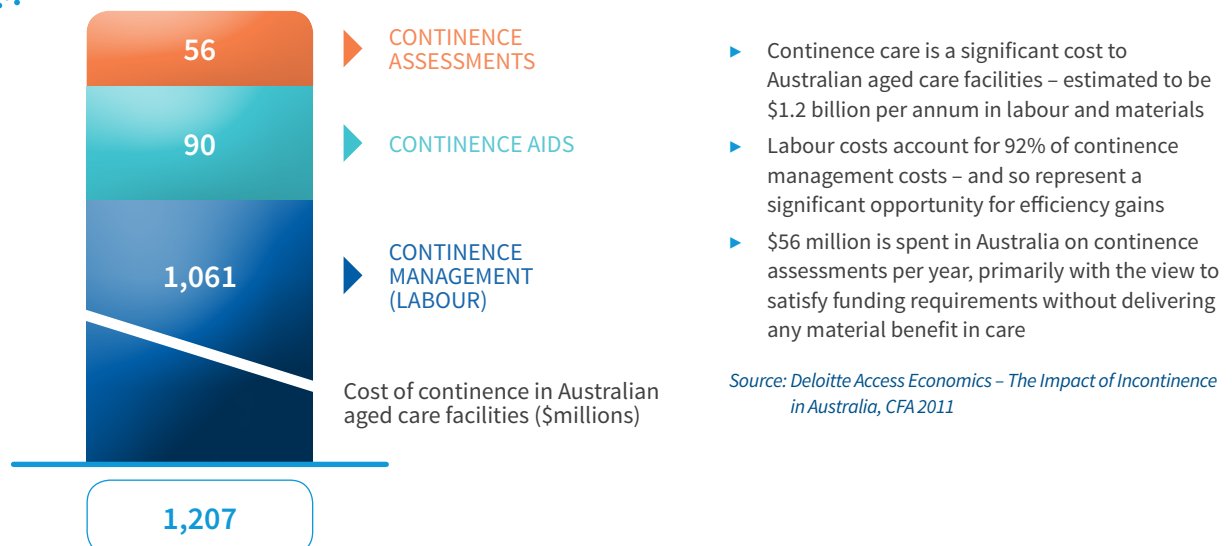 56
CONTINENCE
ASSESSMENTS
90
CONTINENCE AIDS
1,061
CONTINENCE
MANAGEMENT
(LABOUR)
Cost of continence in Australian
aged care facilities ($millions)
1,207
► Continence care is a significant cost to
Australian aged care facilities – estimated to be
$1.2 billion per annum in labour and materials
► Labour costs account for 92% of continence
management costs – and so represent a
significant opportunity for efficiency gains
► $56 million is spent in Australia on continence
assessments per year, primarily with the view to
satisfy funding requirements without delivering
any material benefit in care
Source: Deloitte Access Economics – The Impact of Incontinence
in Australia, CFA 2011